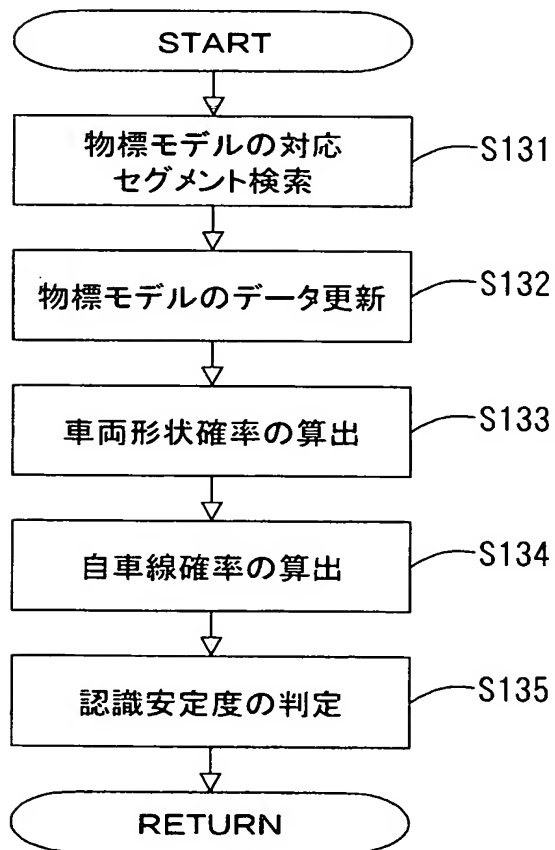 START
物標モデルの対応
セグメント検索
S131
物標モデルのデータ更新
S132
車両形状確率の算出
S133
自車線確率の算出
S134
認識安定度の判定
S135
RETURN